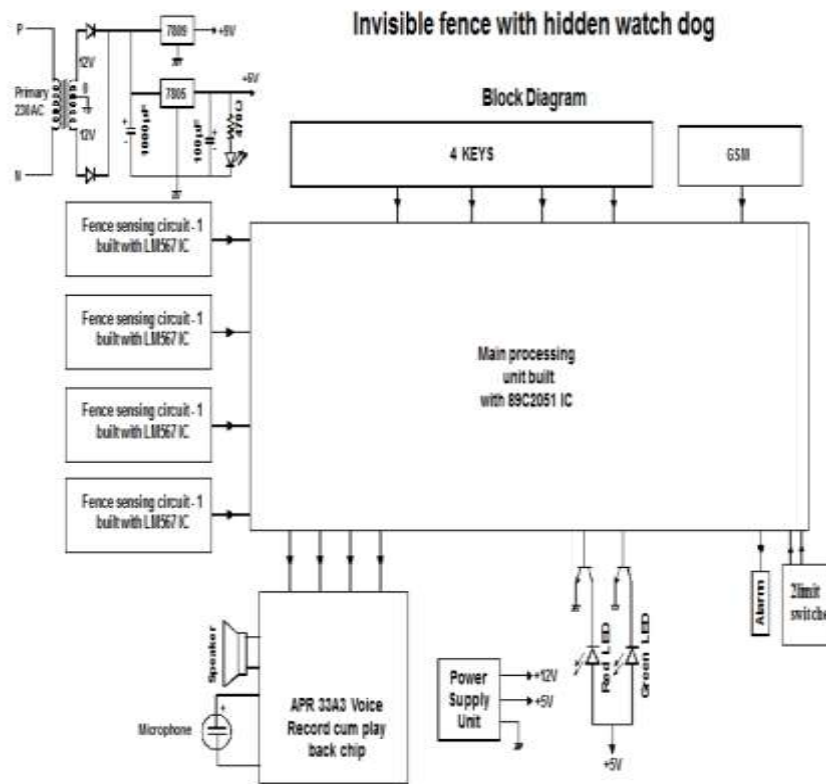 Invisible fence with hidden watch dog
P
12V
0
12V
Primary
230AC
N
7809
+9V
7805
+5V
1000µF
100µF
470Ω
Block Diagram
4 KEYS
GSM
Fence sensing circuit - 1
built with LM567 IC
Fence sensing circuit - 1
built with LM567 IC
Fence sensing circuit - 1
built with LM567 IC
Fence sensing circuit - 1
built with LM567 IC
Main processing
unit built
with 89C2051 IC
Speaker
Microphone
+
APR 33A3 Voice
Record cum play
back chip
Power
Supply
Unit
+12V
+5V
Red LED
Green LED
+5V
Alarm
2limit
switche